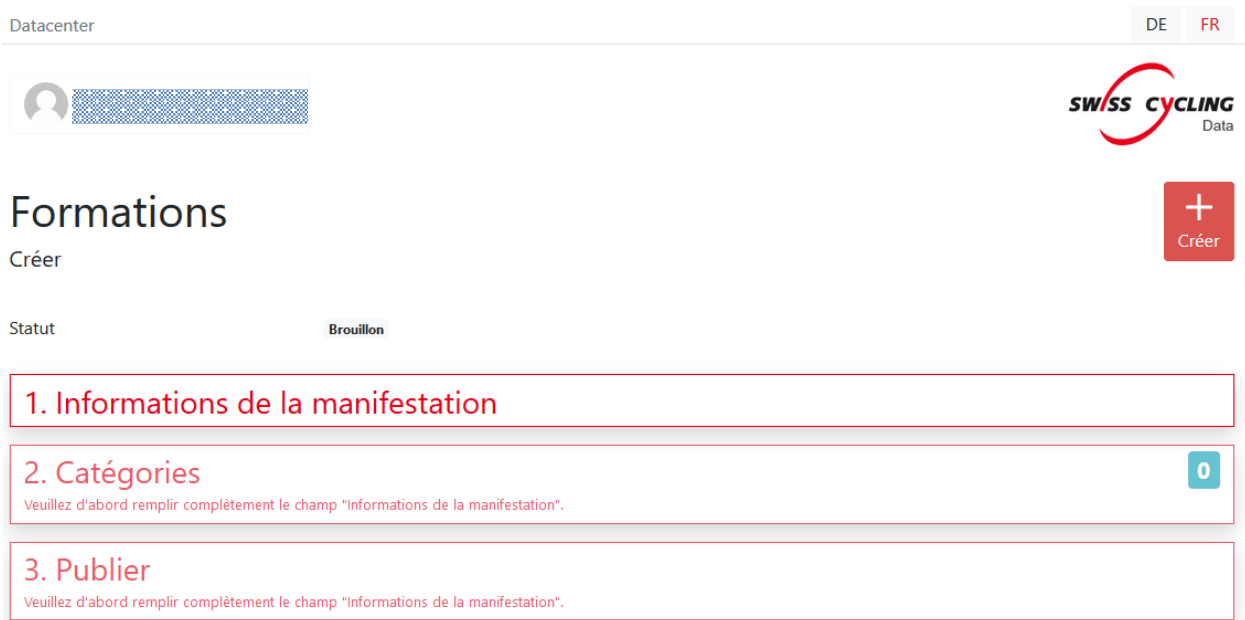 Datacenter
DE
FR
SWISS CYCLING
Data
Formations
Créer
Créer
Statut
Brouillon
1. Informations de la manifestation
2. Catégories
0
Veuillez d'abord remplir complètement le champ "Informations de la manifestation".
3. Publier
Veuillez d'abord remplir complètement le champ "Informations de la manifestation".